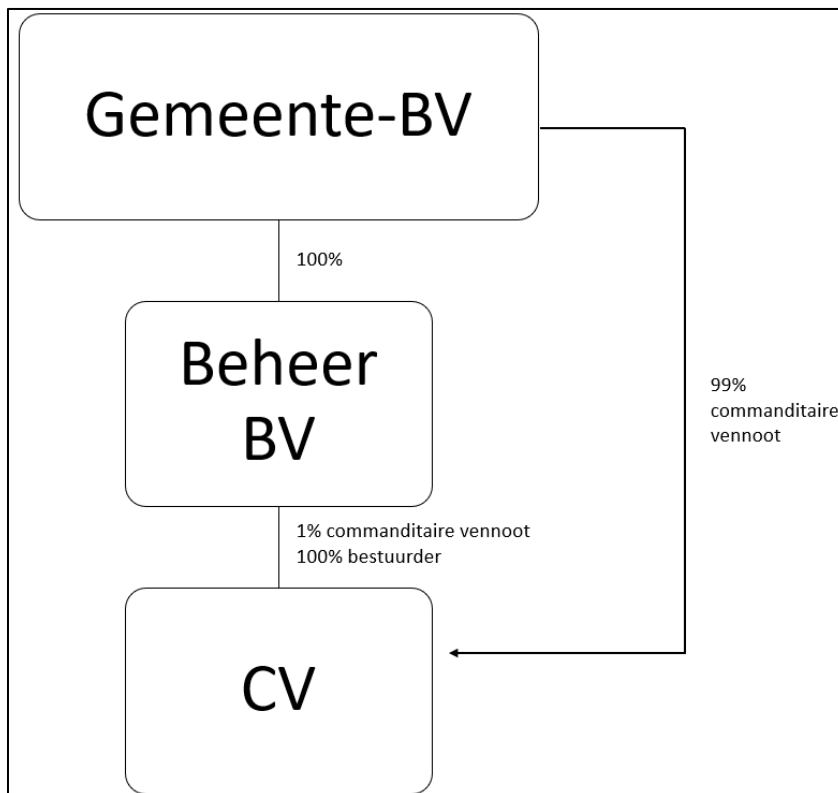 Gemeente-BV
100%
Beheer
BV
99%
commanditaire
vennoot
1% commanditaire vennoot
100% bestuurder
CV